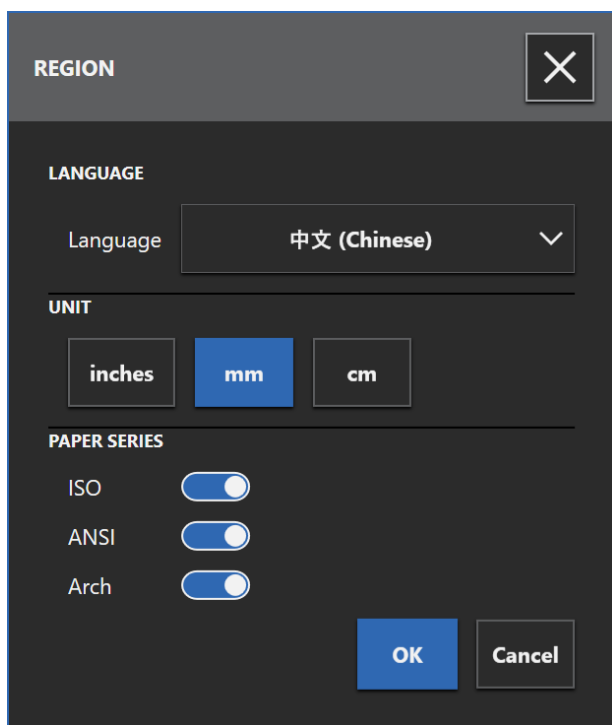 REGION
LANGUAGE
Language 中文 (Chinese)
UNIT
inches mm cm
PAPER SERIES
ISO
ANSI
Arch
OK Cancel